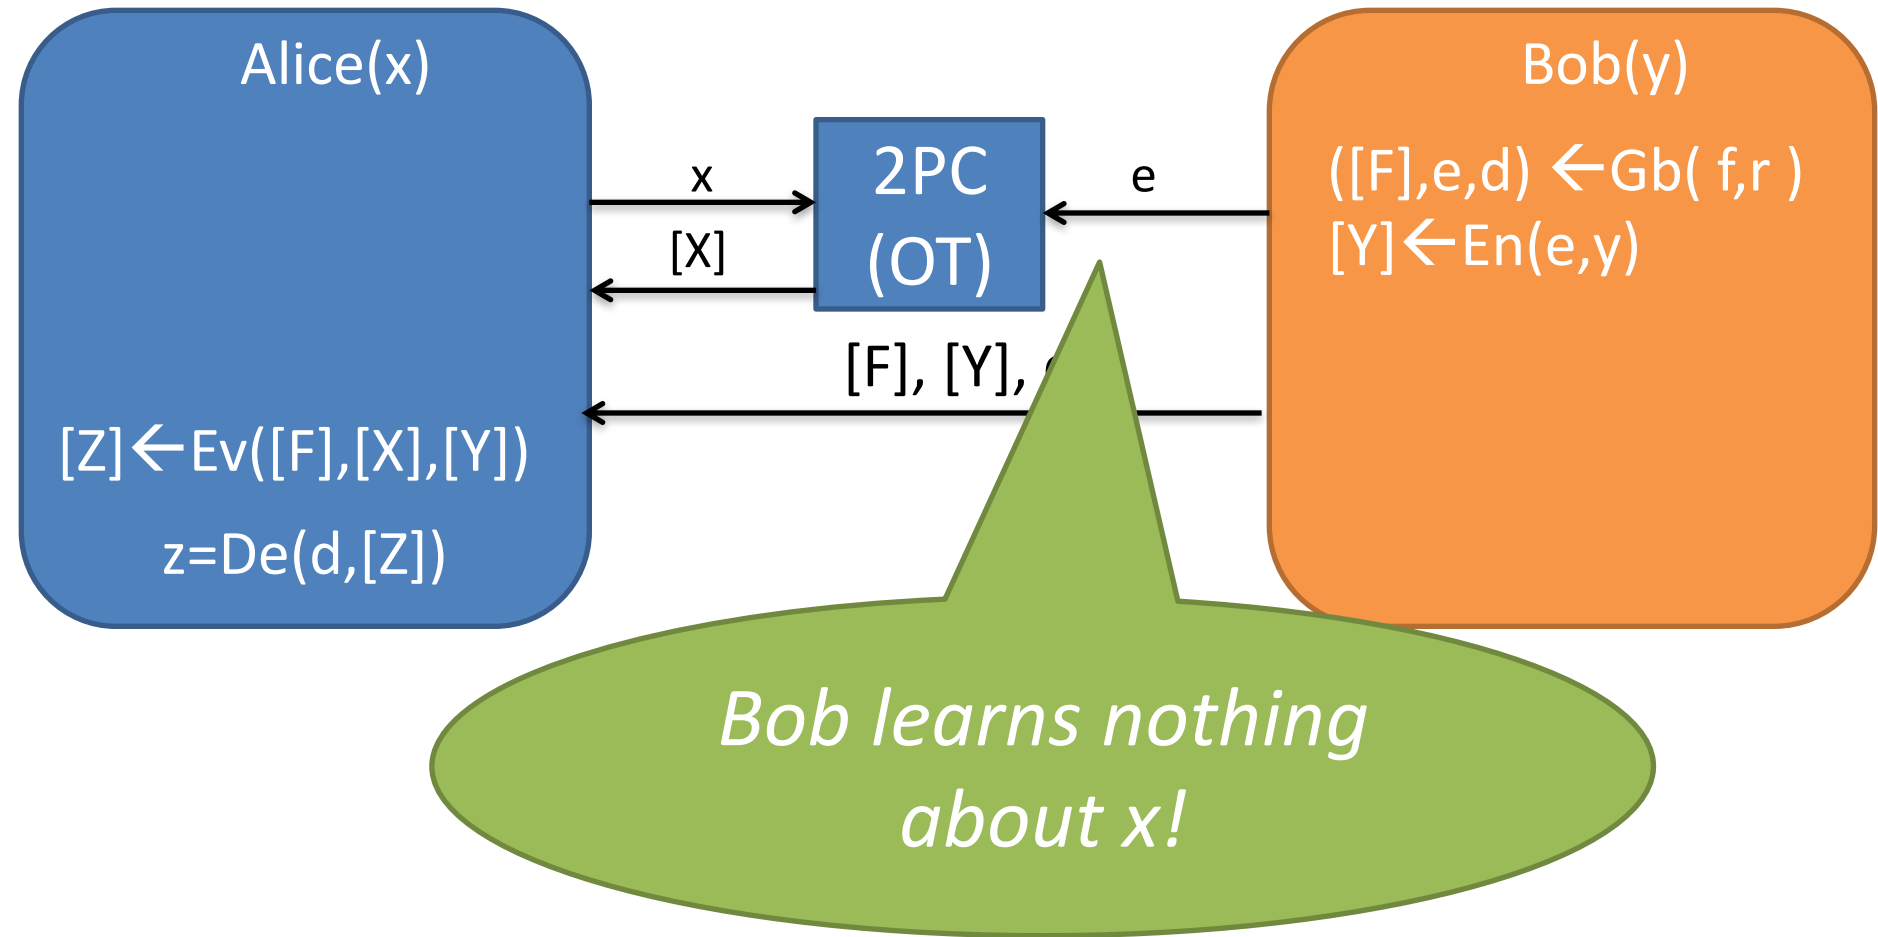 Alice(x)
Bob(y)
x
2PC
(OT)
e
([F],e,d) ←Gb( f,r )
[X]
[Y]←En(e,y)
[F], [Y],
[Z]←Ev([F],[X],[Y])
z=De(d,[Z])
Bob learns nothing
about x!